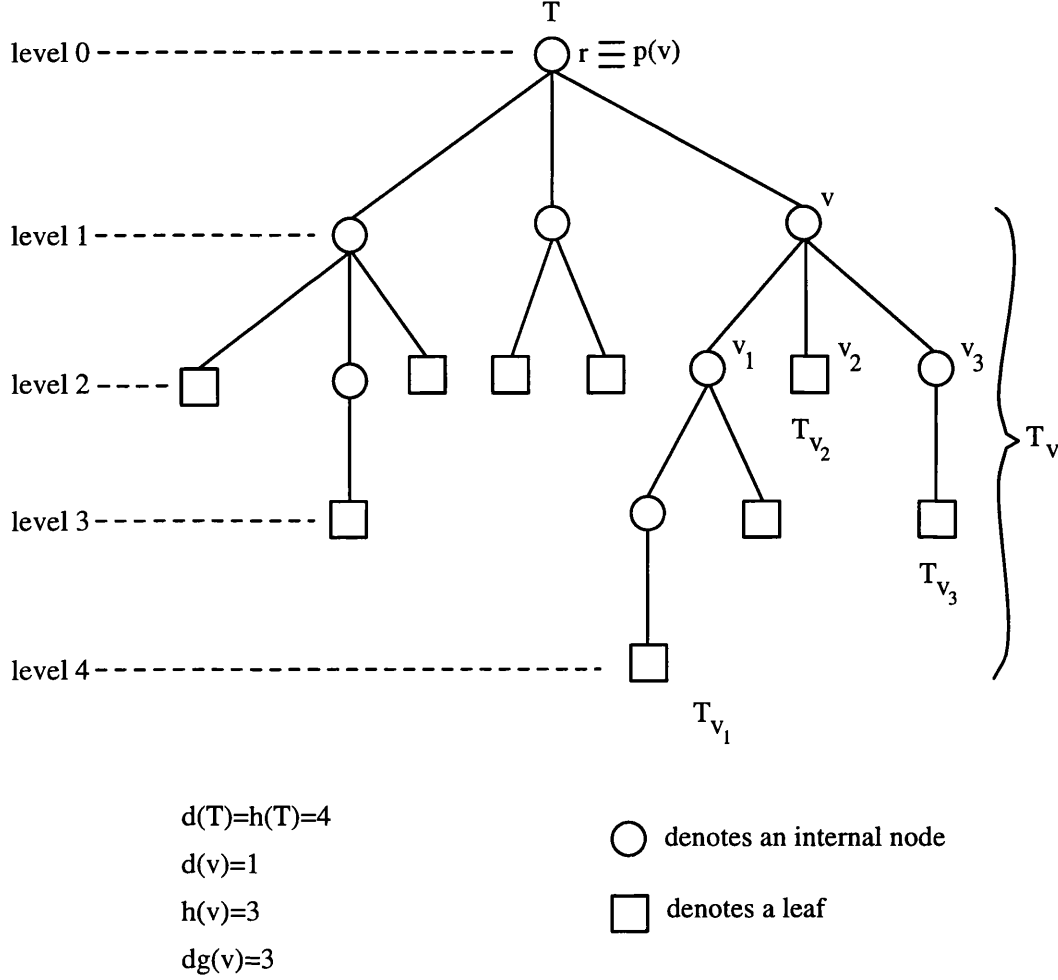 T
level 0 r ≡ p(v)
v
level 1
v₁ v₂ v₃
level 2
T_v₂ T_v
level 3
T_v₃
level 4
T_v₁
d(T)=h(T)=4
d(v)=1
h(v)=3
dg(v)=3
denotes an internal node
denotes a leaf